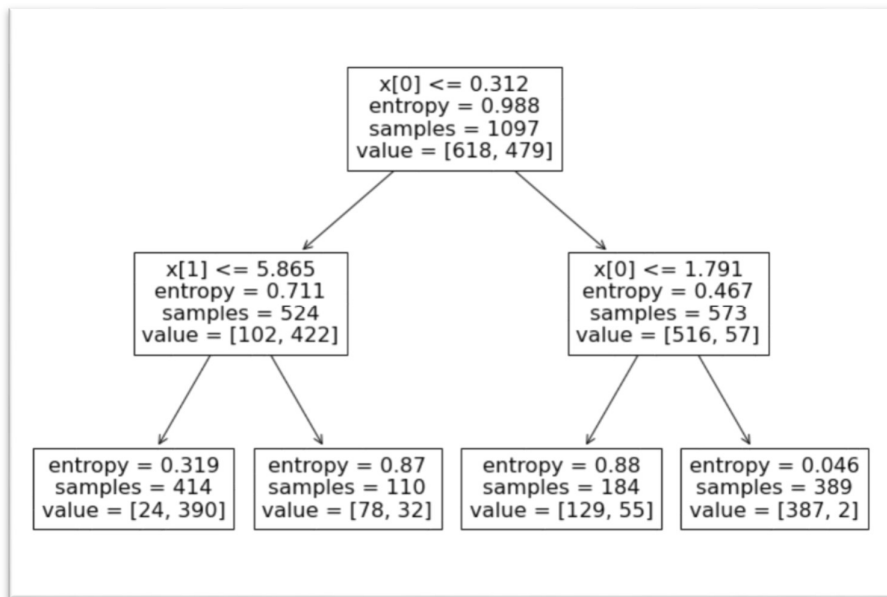 x[0] <= 0.312
entropy = 0.988
samples = 1097
value = [618, 479]
x[1] <= 5.865
entropy = 0.711
samples = 524
value = [102, 422]
x[0] <= 1.791
entropy = 0.467
samples = 573
value = [516, 57]
entropy = 0.319
samples = 414
value = [24, 390]
entropy = 0.87
samples = 110
value = [78, 32]
entropy = 0.88
samples = 184
value = [129, 55]
entropy = 0.046
samples = 389
value = [387, 2]